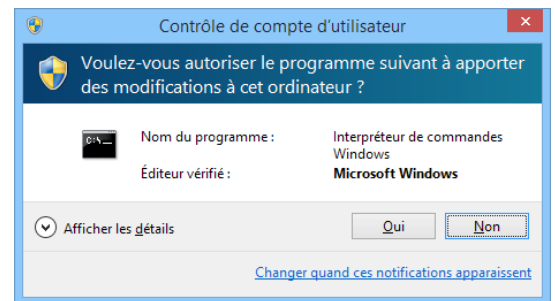 Contrôle de compte d'utilisateur
Voulez-vous autoriser le programme suivant à apporter
des modifications à cet ordinateur ?
C:\_
Nom du programme : Interpréteur de commandes
Windows
Éditeur vérifié : Microsoft Windows
Afficher les détails Oui Non
Changer quand ces notifications apparaissent